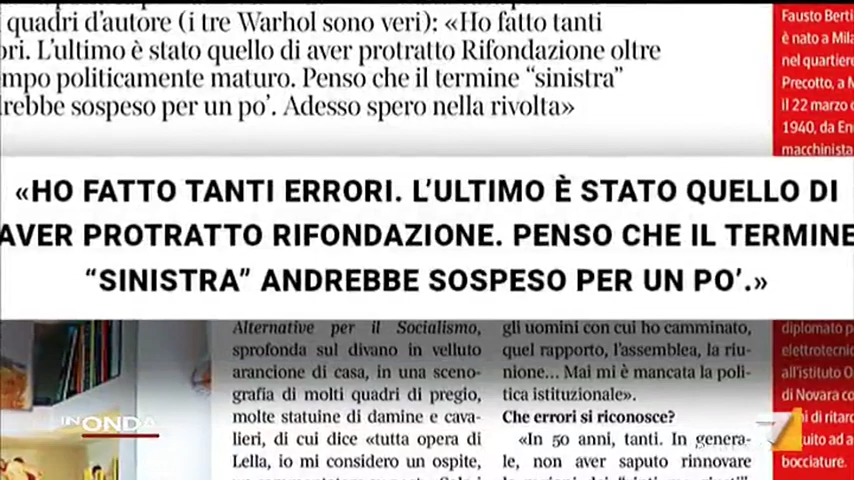 quadri d'autore (i tre Warhol sono veri): «Ho fatto tanti
ori. L'ultimo è stato quello di aver protratto Rifondazione oltre
mpo politicamente maturo. Penso che il termine "sinistra"
drebbe sospeso per un po'. Adesso spero nella rivolta»
Fausto Berti
è nato a Mila
nel quartiere
Precotto, a M
il 22 marzo
1940, da En
macchinista
«HO FATTO TANTI ERRORI. L'ULTIMO È STATO QUELLO DI
AVER PROTRATTO RIFONDAZIONE. PENSO CHE IL TERMINE
"SINISTRA" ANDREBBE SOSPESO PER UN PO'.»
Alternative per il Socialismo,
sprofonda sul divano in velluto
arancione di casa, in una sceno-
grafia di molti quadri di pregio,
molte statuine di damine e cava-
lieri, di cui dice «tutta opera di
Lella, io mi considero un ospite,
gli uomini con cui ho camminato,
quel rapporto, l'assemblea, la riu-
nione... Mai mi è mancata la poli-
tica istituzionale».
Che errori si riconosce?
«In 50 anni, tanti. In genera-
le, non aver saputo rinnovare
diplomato p
elettrotecnic
all'istituto O
di Novara co
ni di ritard
uito ad a
bocciature.
IN ONDA
7